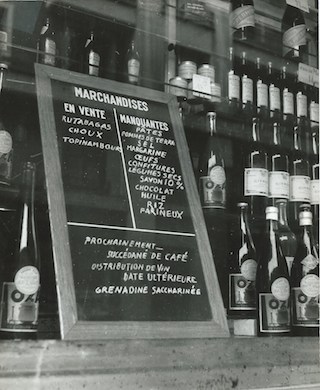 MARCHANDISES
EN VENTE
RUTABAGAS
CHOUX
TOPINAMBOURS
MANQUANTES
PÂTES
POMMES DE TERRE
SEL
MARGARINE
ŒUFS
CONFITURES
LÉGUMES SECS
SAVON 10%
CHOCOLAT
HUILE
RIZ
FARINEUX
PROCHAINEMENT_
SUCCÉDANÉ DE CAFÉ
DISTRIBUTION DE VIN
DATE ULTÉRIEURE
GRENADINE SACCHARINÉE